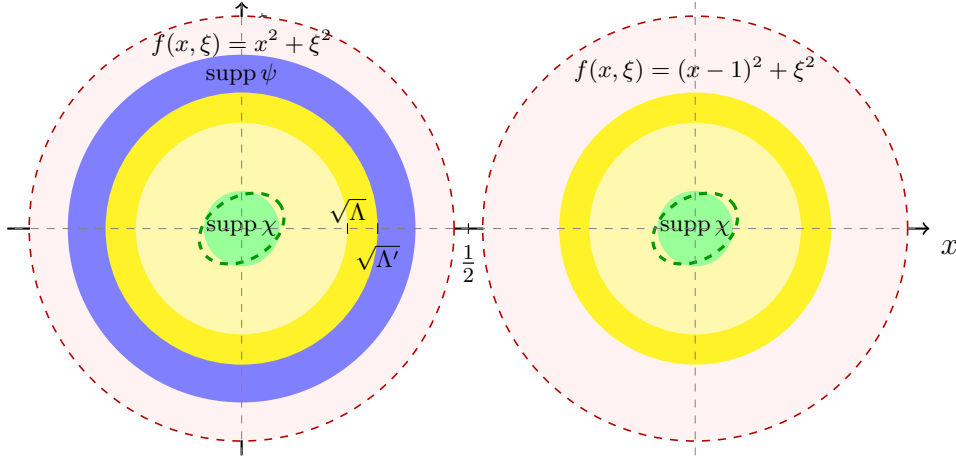 f(x, ξ) = x² + ξ²
supp ψ
supp χ
√Λ
√Λ′
1/2
f(x, ξ) = (x − 1)² + ξ²
supp χ
x